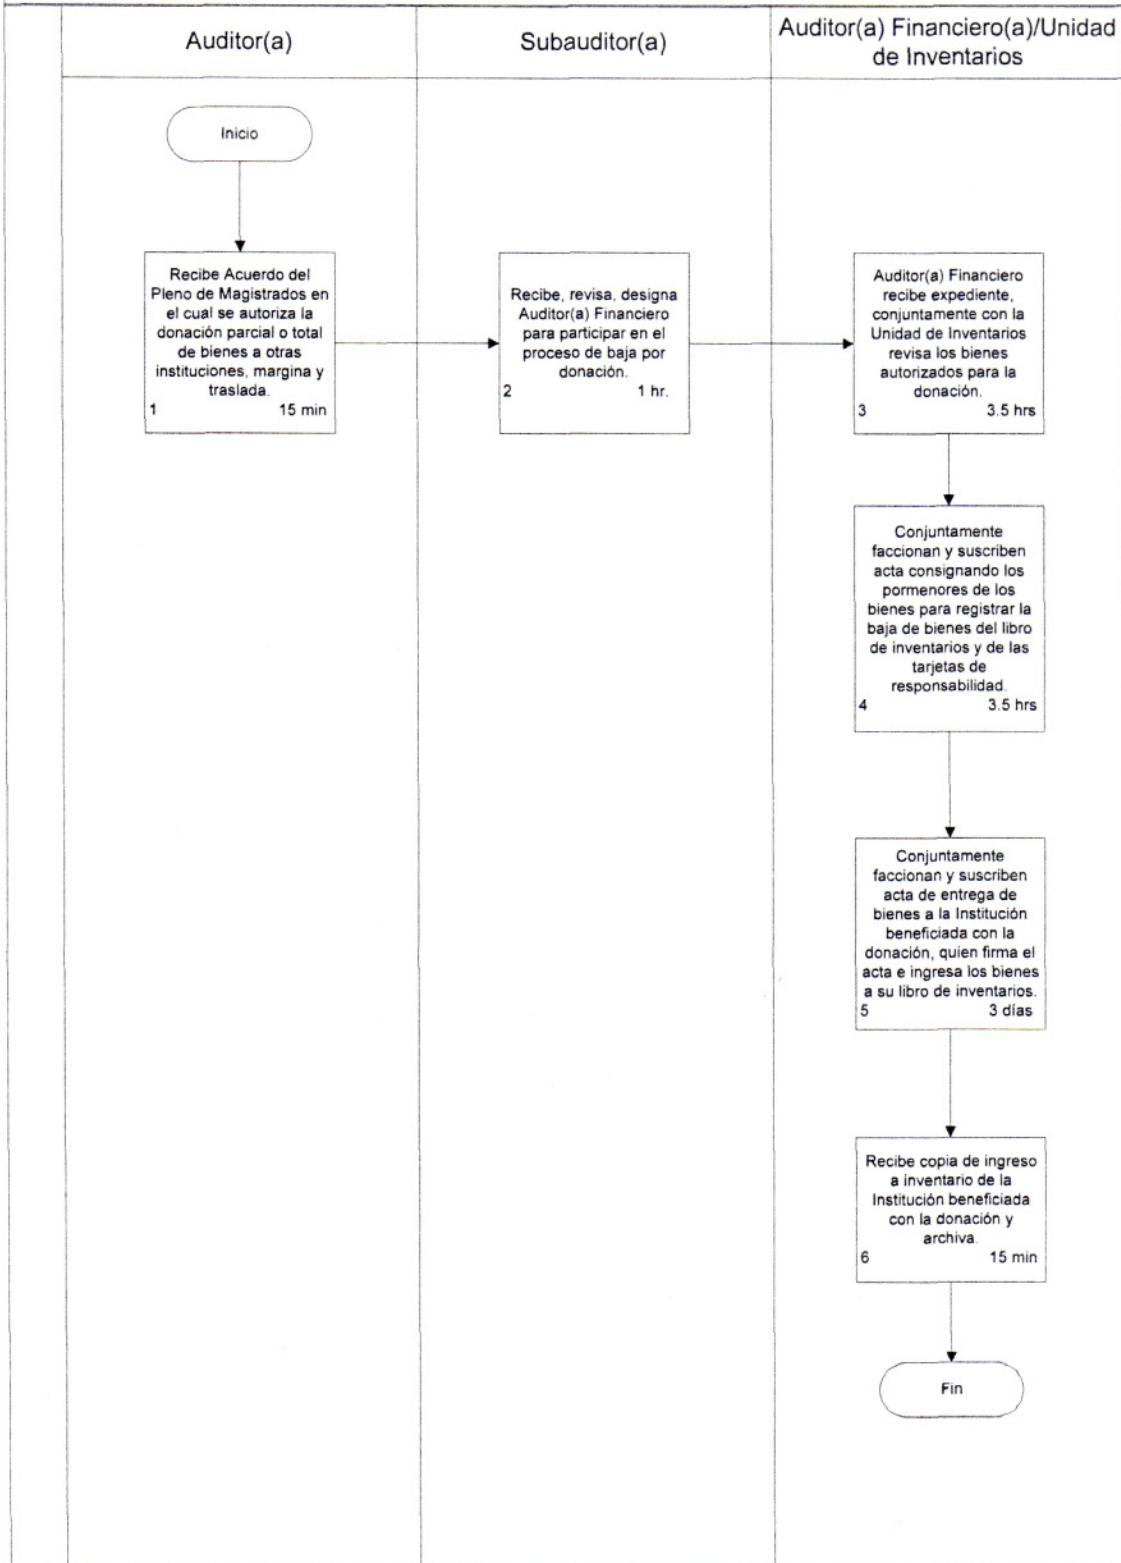 Auditor(a)
Subauditor(a)
Auditor(a) Financiero(a)/Unidad
de Inventarios
Inicio
Recibe Acuerdo del
Pleno de Magistrados en
el cual se autoriza la
donación parcial o total
de bienes a otras
instituciones, margina y
traslada.
1 15 min
Recibe, revisa, designa
Auditor(a) Financiero
para participar en el
proceso de baja por
donación.
2 1 hr.
Auditor(a) Financiero
recibe expediente,
conjuntamente con la
Unidad de Inventarios
revisa los bienes
autorizados para la
donación.
3 3.5 hrs
Conjuntamente
faccionan y suscriben
acta consignando los
pormenores de los
bienes para registrar la
baja de bienes del libro
de inventarios y de las
tarjetas de
responsabilidad.
4 3.5 hrs
Conjuntamente
faccionan y suscriben
acta de entrega de
bienes a la Institución
beneficiada con la
donación, quien firma el
acta e ingresa los bienes
a su libro de inventarios.
5 3 días
Recibe copia de ingreso
a inventario de la
Institución beneficiada
con la donación y
archiva.
6 15 min
Fin